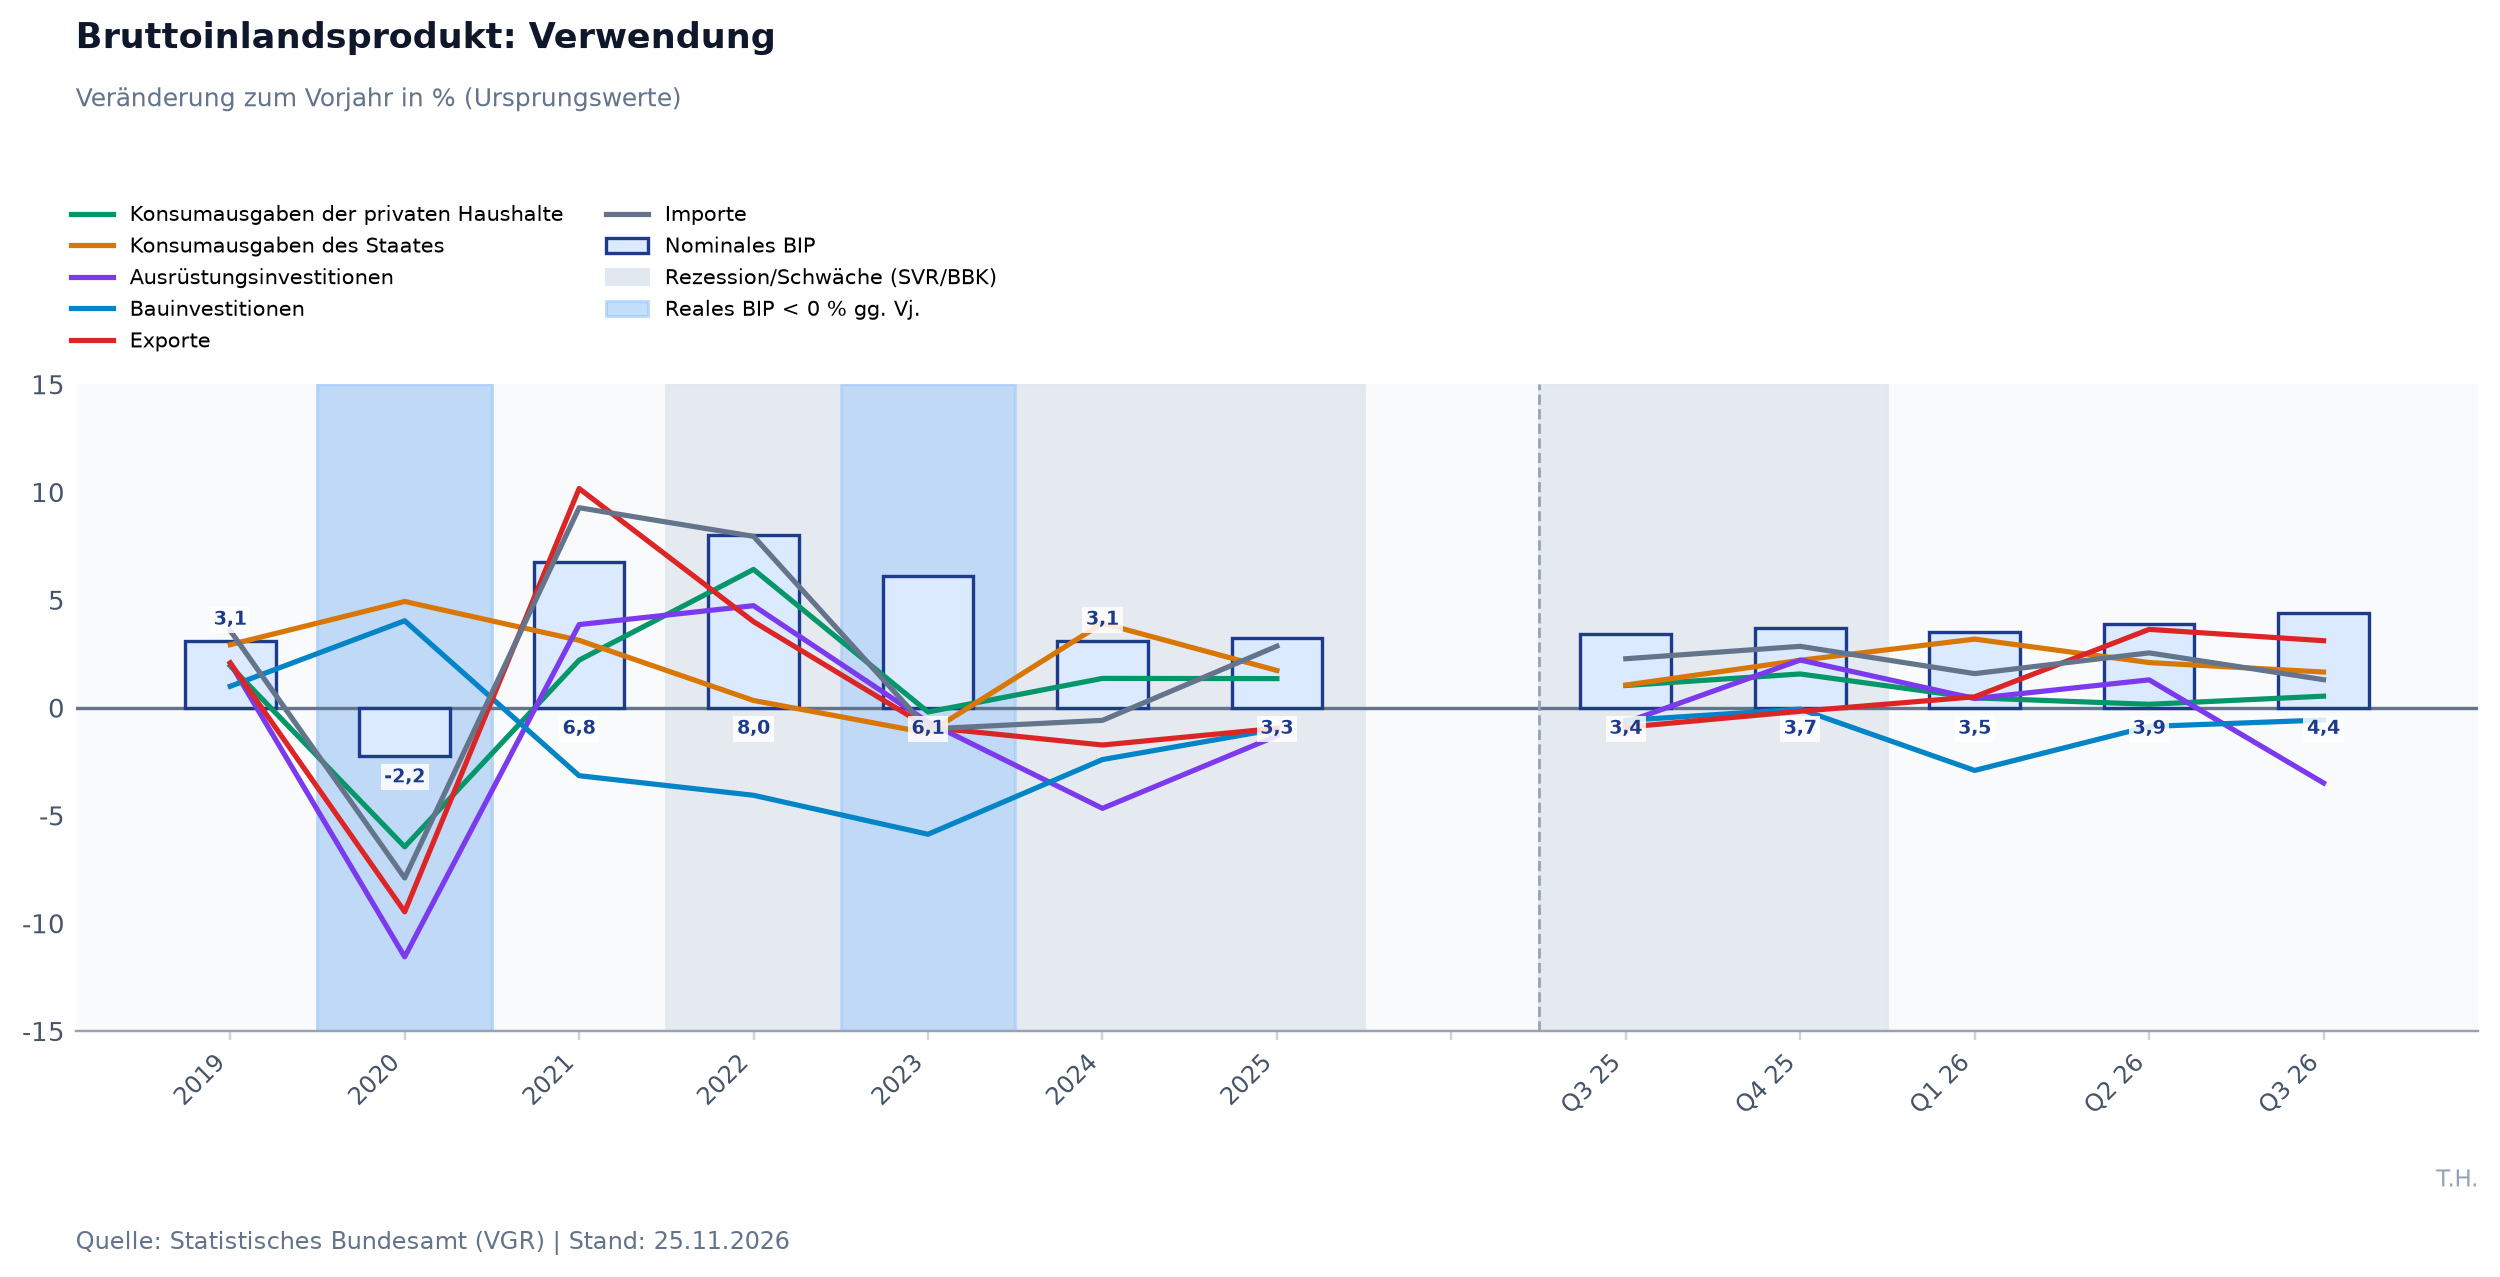 Bruttoinlandsprodukt: Verwendung
Veränderung zum Vorjahr in % (Ursprungswerte)
Konsumausgaben der privaten Haushalte
Konsumausgaben des Staates
Ausrüstungsinvestitionen
Bauinvestitionen
Exporte
Importe
Nominales BIP
Rezession/Schwäche (SVR/BBK)
Reales BIP < 0 % gg. Vj.
15
10
5
0
-5
-10
-15
3,1
-2,2
6,8
8,0
6,1
3,1
3,3
3,4
3,7
3,5
3,9
4,4
2019
2020
2021
2022
2023
2024
2025
Q3 25
Q4 25
Q1 26
Q2 26
Q3 26
T.H.
Quelle: Statistisches Bundesamt (VGR) | Stand: 25.11.2026